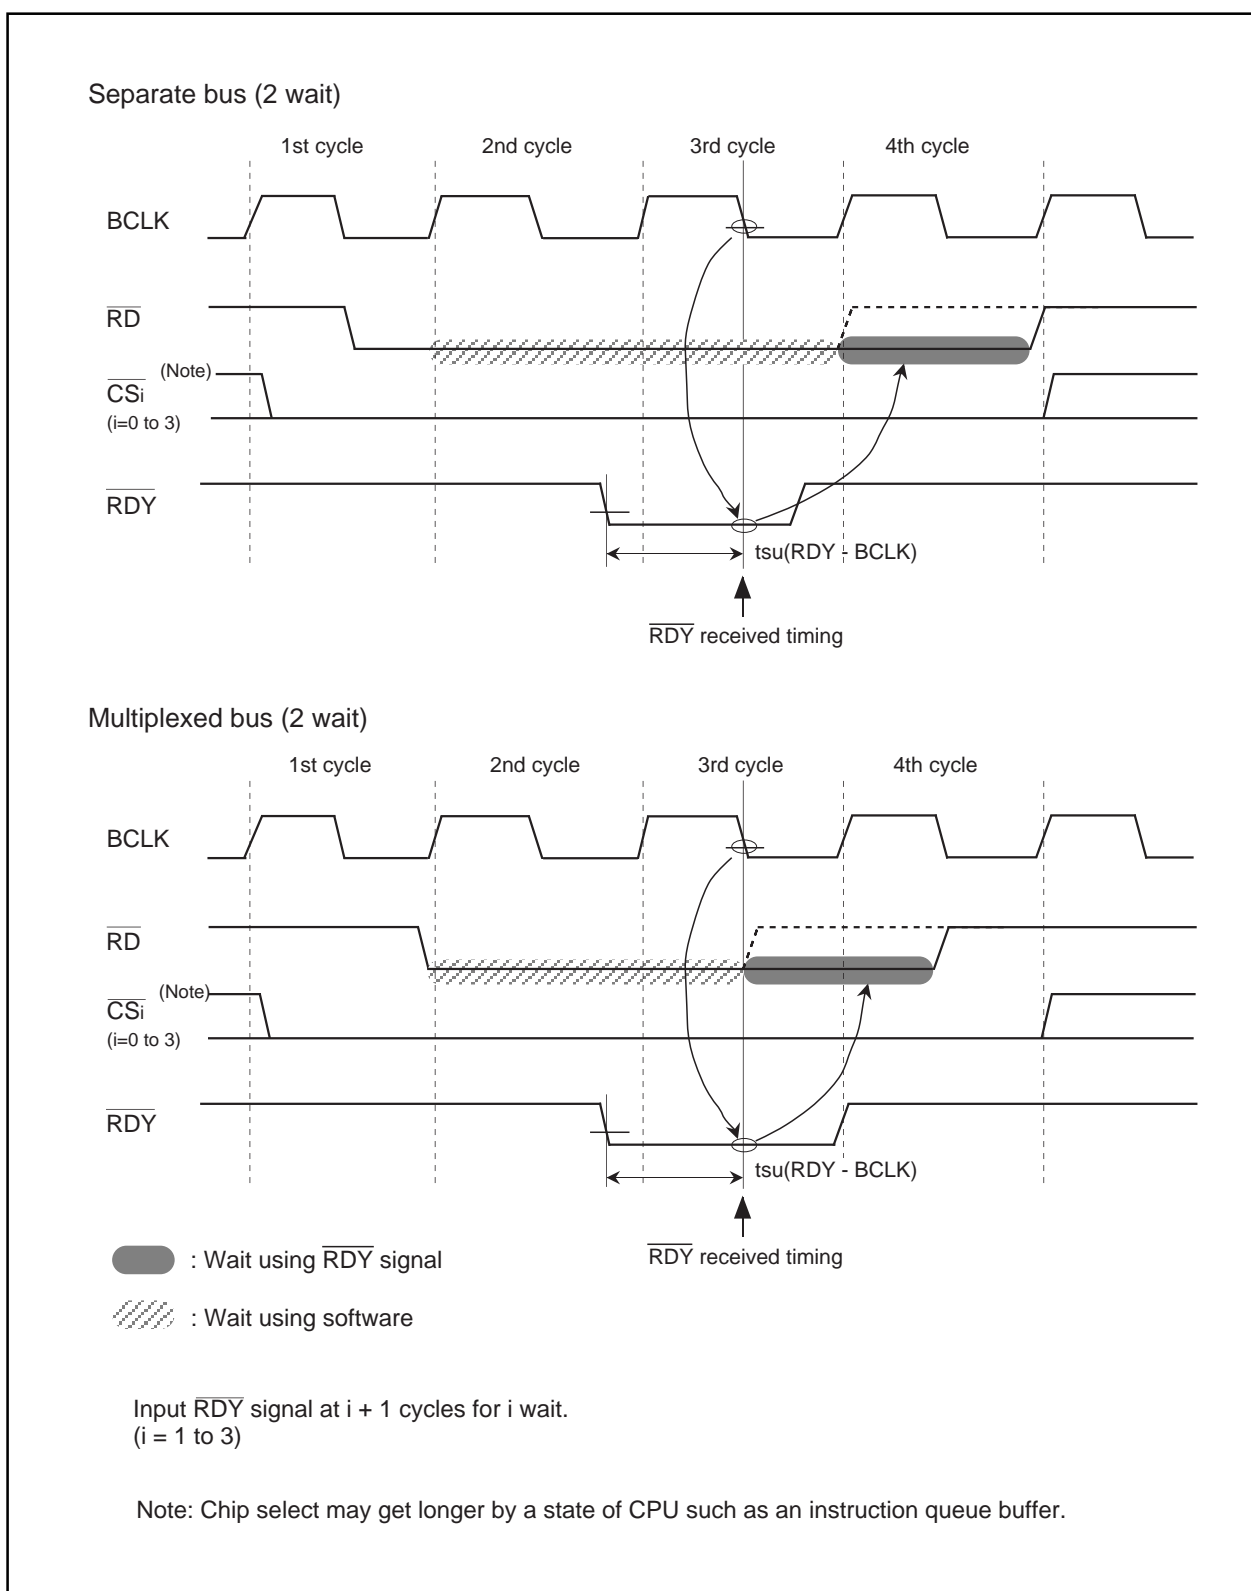 Separate bus (2 wait)
1st cycle 2nd cycle 3rd cycle 4th cycle
BCLK
RD
(Note)
CSi
(i=0 to 3)
RDY
tsu(RDY - BCLK)
RDY received timing
Multiplexed bus (2 wait)
1st cycle 2nd cycle 3rd cycle 4th cycle
BCLK
RD
(Note)
CSi
(i=0 to 3)
RDY
tsu(RDY - BCLK)
RDY received timing
: Wait using RDY signal
: Wait using software
Input RDY signal at i + 1 cycles for i wait.
(i = 1 to 3)
Note: Chip select may get longer by a state of CPU such as an instruction queue buffer.